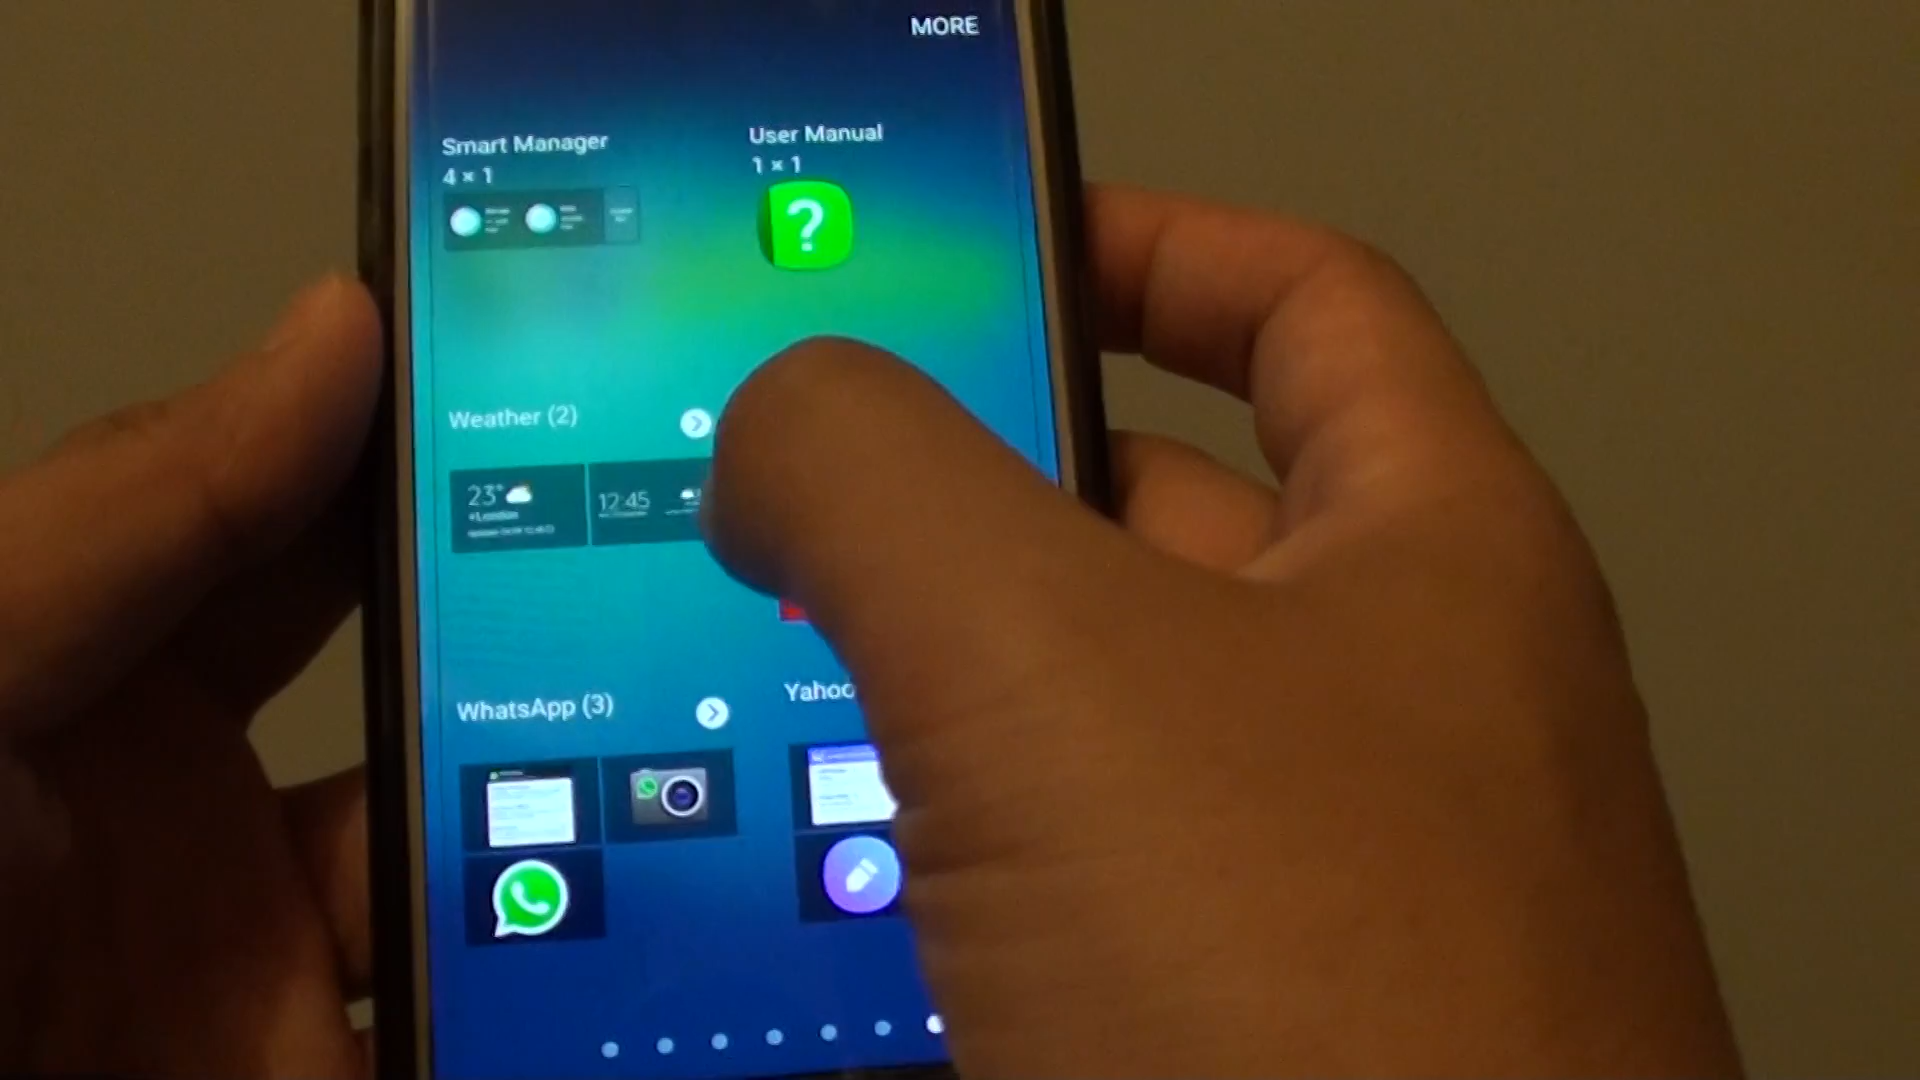 MORE
Smart Manager
4 × 1
User Manual
1 × 1
?
Weather (2)
23°
London
12:45
WhatsApp (3)
Yahoo